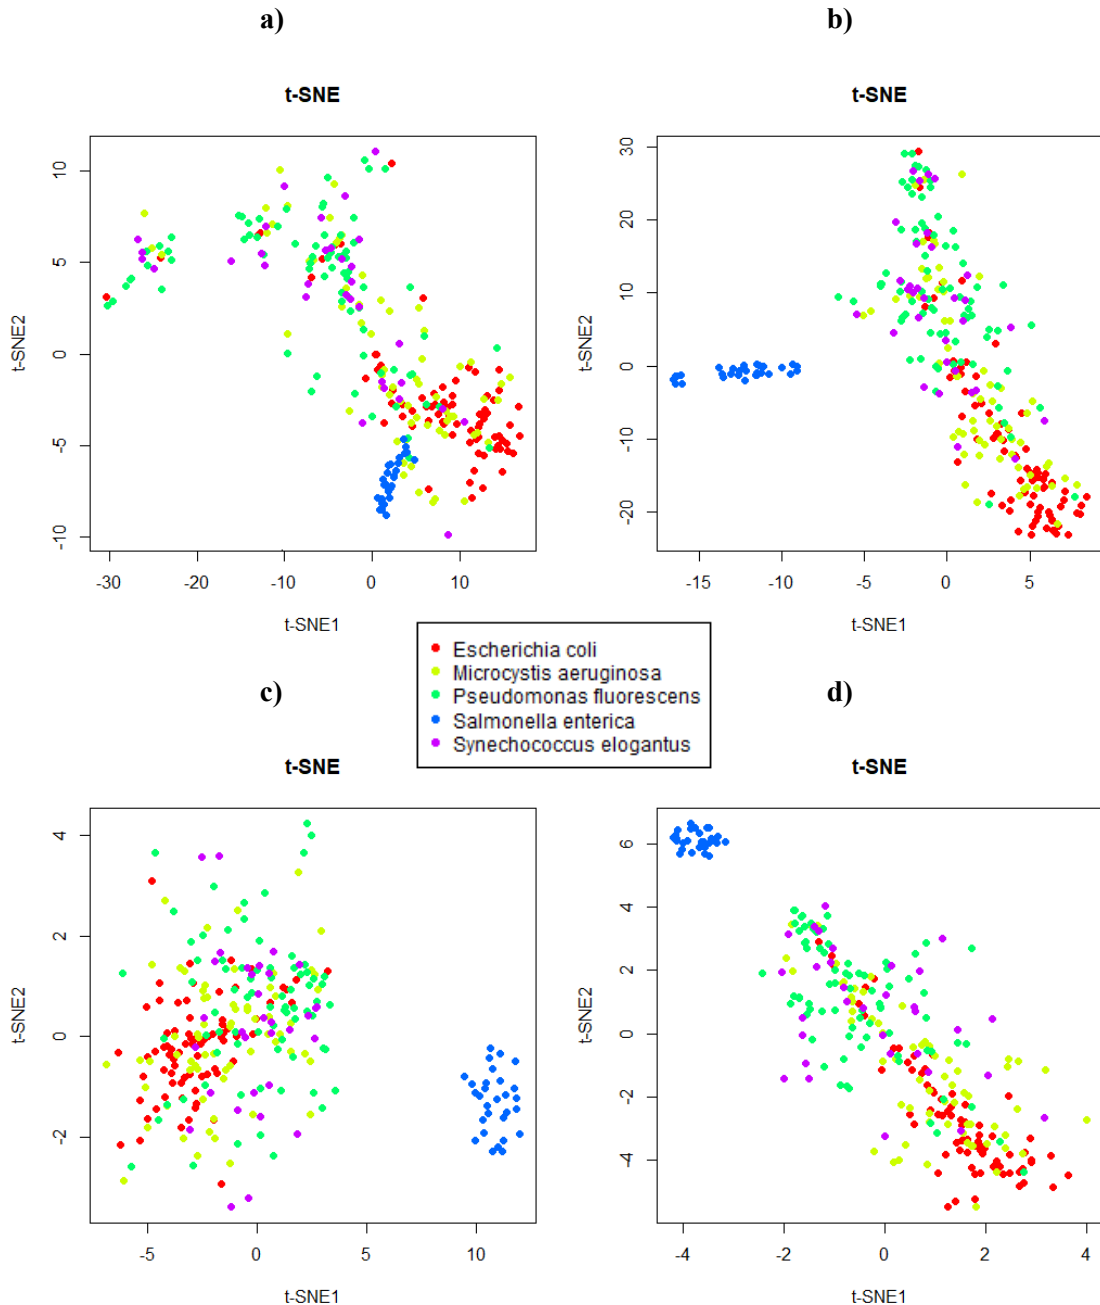 a)
b)
t-SNE
t-SNE
10
5
0
-5
-10
t-SNE2
-30
-20
-10
0
10
t-SNE1
30
20
10
0
-10
-20
t-SNE2
-15
-10
-5
0
5
t-SNE1
Escherichia coli
Microcystis aeruginosa
Pseudomonas fluorescens
Salmonella enterica
Synechococcus elogantus
c)
d)
t-SNE
t-SNE
4
2
0
-2
t-SNE2
-5
0
5
10
t-SNE1
6
4
2
0
-2
-4
t-SNE2
-4
-2
0
2
4
t-SNE1